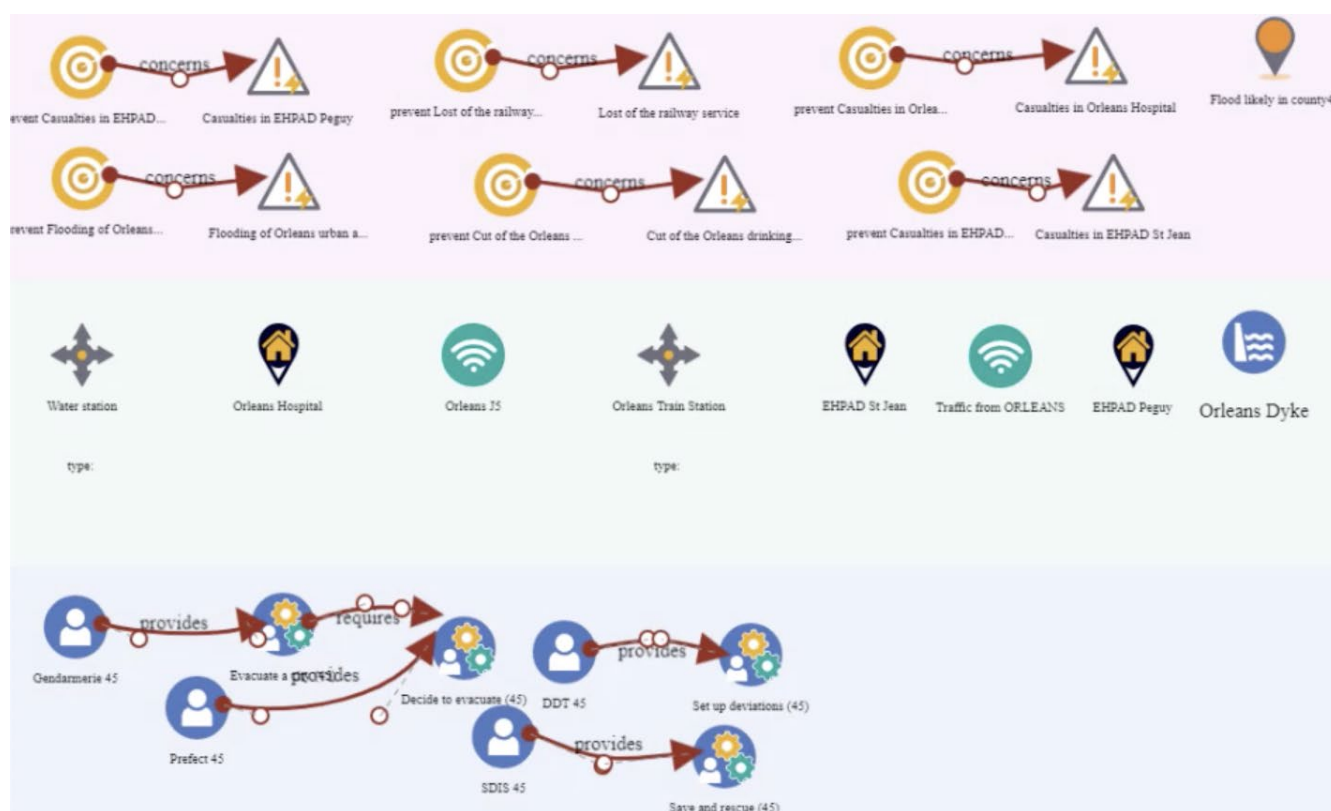 concerns
concerns
concerns
evear Casualties in EHPAD...
Casualties in EHPAD Peguy
prevent Lost of the railway...
Lost of the railway service
prevent Casualties in Orlea...
Casualties in Orleans Hospital
Flood likely in county4
concerns
concerns
concerns
revent Flooding of Orleans...
Flooding of Orleans urban a...
prevent Cut of the Orleans ...
Cut of the Orleans drinking...
prevent Casualties in EHPAD...
Casualties in EHPAD St Jean
Water station
Orleans Hospital
Orleans J5
Orleans Train Station
EHPAD St Jean
Traffic from ORLEANS
EHPAD Peguy
Orleans Dyke
type:
type:
provides
requires
provides
Gendarmerie 45
Evacuate a
provides
Decide to evacuate (45)
DDT 45
Set up deviations (45)
Prefect 45
provides
SDIS 45
Save and rescue (45)